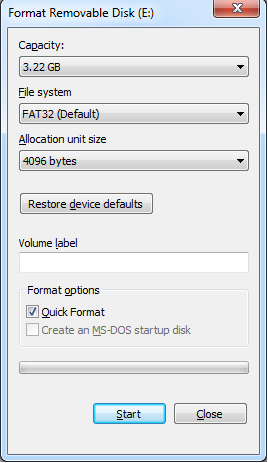 Format Removable Disk (E:)
Capacity:
3.22 GB
File system
FAT32 (Default)
Allocation unit size
4096 bytes
Restore device defaults
Volume label
Format options
Quick Format
Create an MS-DOS startup disk
Start
Close